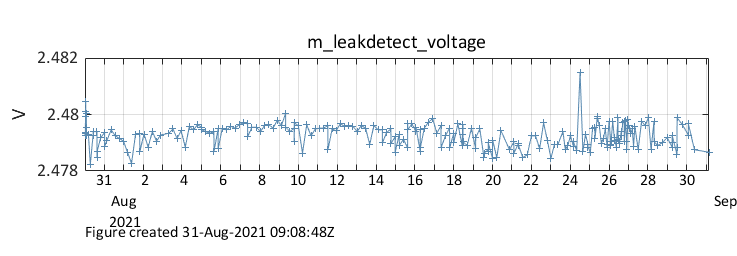 m_leakdetect_voltage
2.482
2.48
2.478
V
31 2 4 6 8 10 12 14 16 18 20 22 24 26 28 30
Aug Sep
2021
Figure created 31-Aug-2021 09:08:48Z